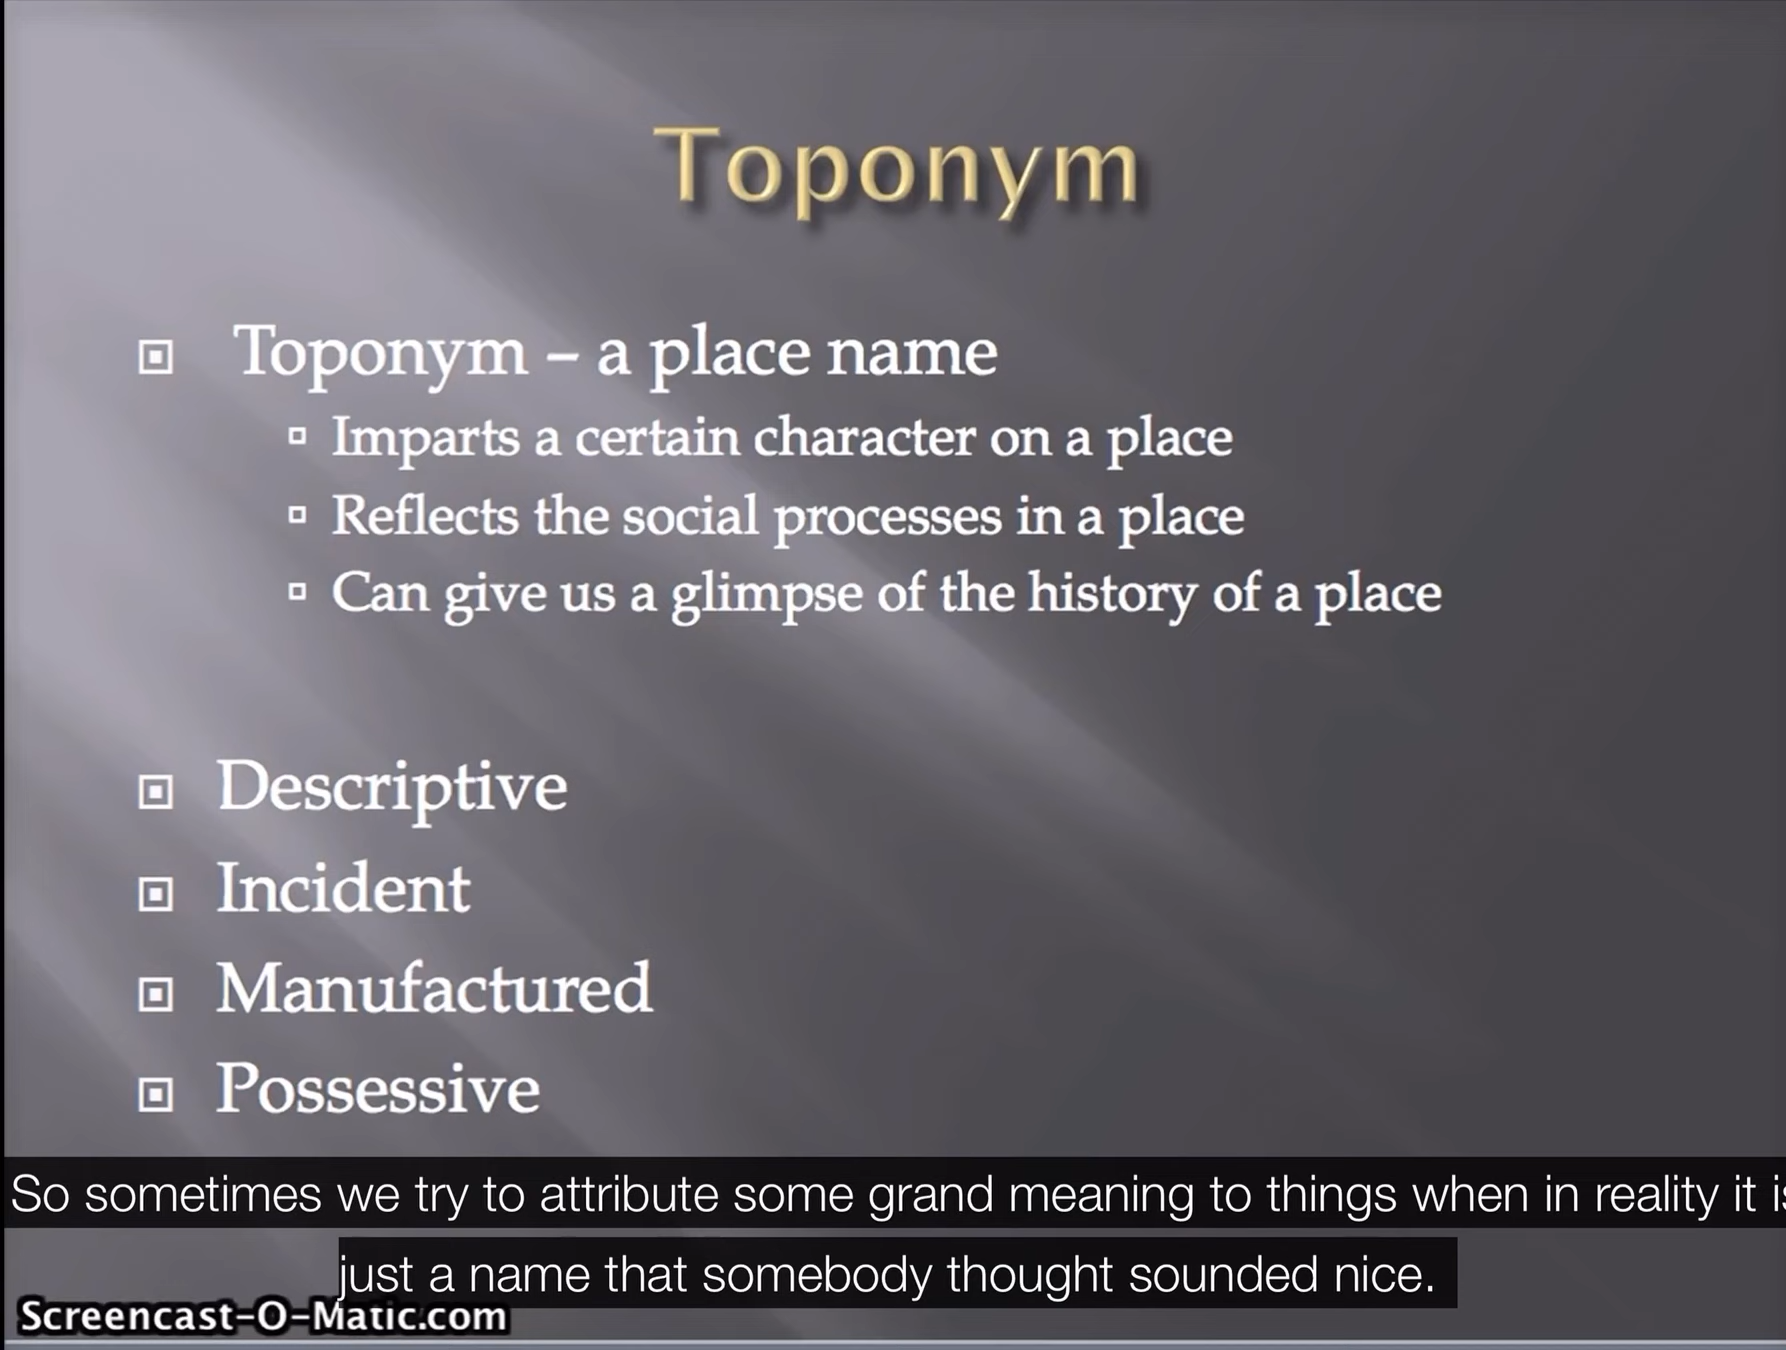 Toponym
Toponym – a place name
Imparts a certain character on a place
Reflects the social processes in a place
Can give us a glimpse of the history of a place
Descriptive
Incident
Manufactured
Possessive
So sometimes we try to attribute some grand meaning to things when in reality it is
just a name that somebody thought sounded nice.
Screencast-O-Matic.com